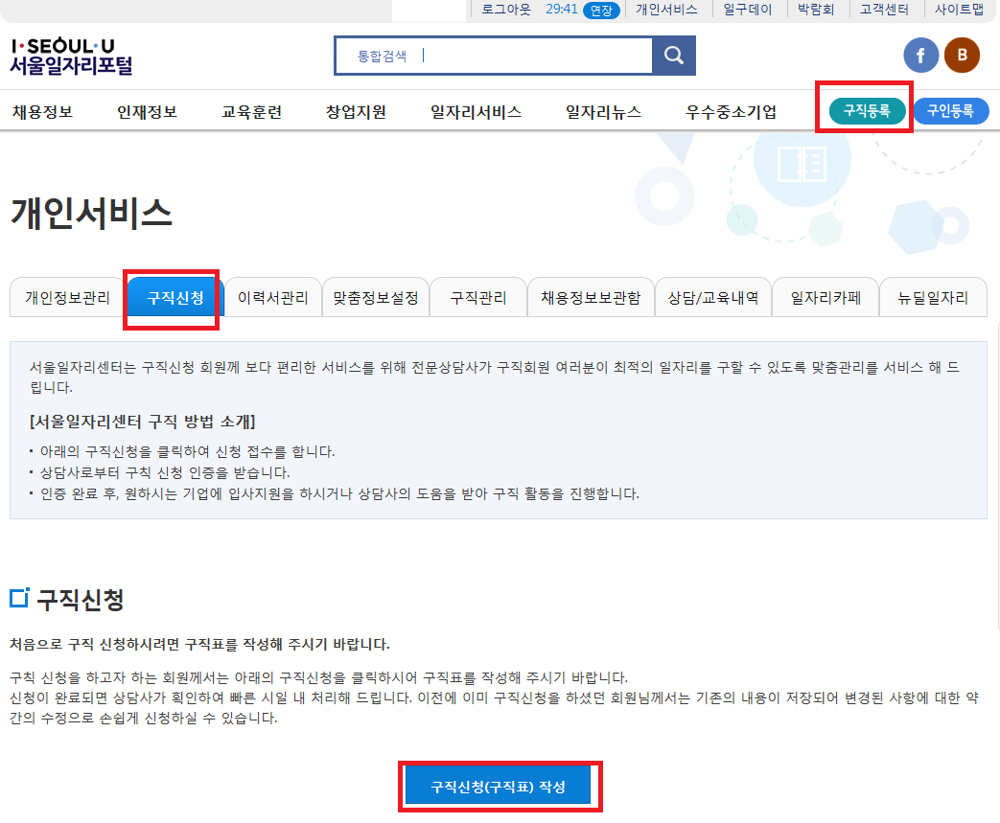 로그아웃 29:41 연장 개인서비스 일구데이 박람회 고객센터 사이트맵
I·SEOUL·U
서울일자리포털
통합검색
f B
채용정보 인재정보 교육훈련 창업지원 일자리서비스 일자리뉴스 우수중소기업 구직등록 구인등록
개인서비스
개인정보관리 구직신청 이력서관리 맞춤정보설정 구직관리 채용정보보관함 상담/교육내역 일자리카페 뉴딜일자리
서울일자리센터는 구직신청 회원께 보다 편리한 서비스를 위해 전문상담사가 구직회원 여러분이 최적의 일자리를 구할 수 있도록 맞춤관리를 서비스 해 드
립니다.
[서울일자리센터 구직 방법 소개]
· 아래의 구직신청을 클릭하여 신청 접수를 합니다.
· 상담사로부터 구직 신청 인증을 받습니다.
· 인증 완료 후, 원하시는 기업에 입사지원을 하시거나 상담사의 도움을 받아 구직 활동을 진행합니다.
구직신청
처음으로 구직 신청하시려면 구직표를 작성해 주시기 바랍니다.
구직 신청을 하고자 하는 회원께서는 아래의 구직신청을 클릭하시어 구직표를 작성해 주시기 바랍니다.
신청이 완료되면 상담사가 확인하여 빠른 시일 내 처리해 드립니다. 이전에 이미 구직신청을 하셨던 회원님께서는 기존의 내용이 저장되어 변경된 사항에 대한 약
간의 수정으로 손쉽게 신청하실 수 있습니다.
구직신청(구직표) 작성